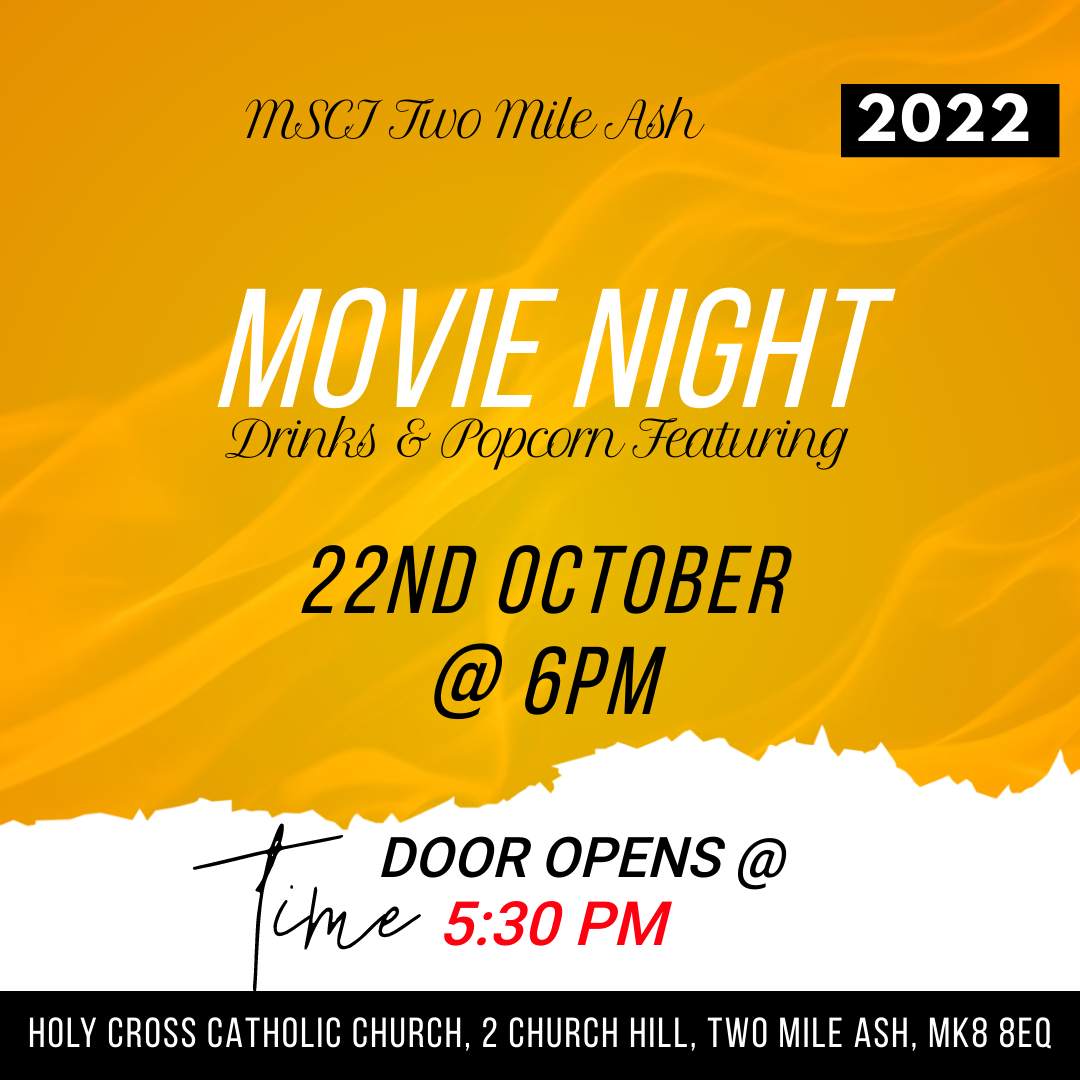 MSCI Two Mile Ash
2022
MOVIE NIGHT
Drinks & Popcorn Featuring
22ND OCTOBER
@ 6PM
DOOR OPENS @
Time 5:30 PM
HOLY CROSS CATHOLIC CHURCH, 2 CHURCH HILL, TWO MILE ASH, MK8 8EQ